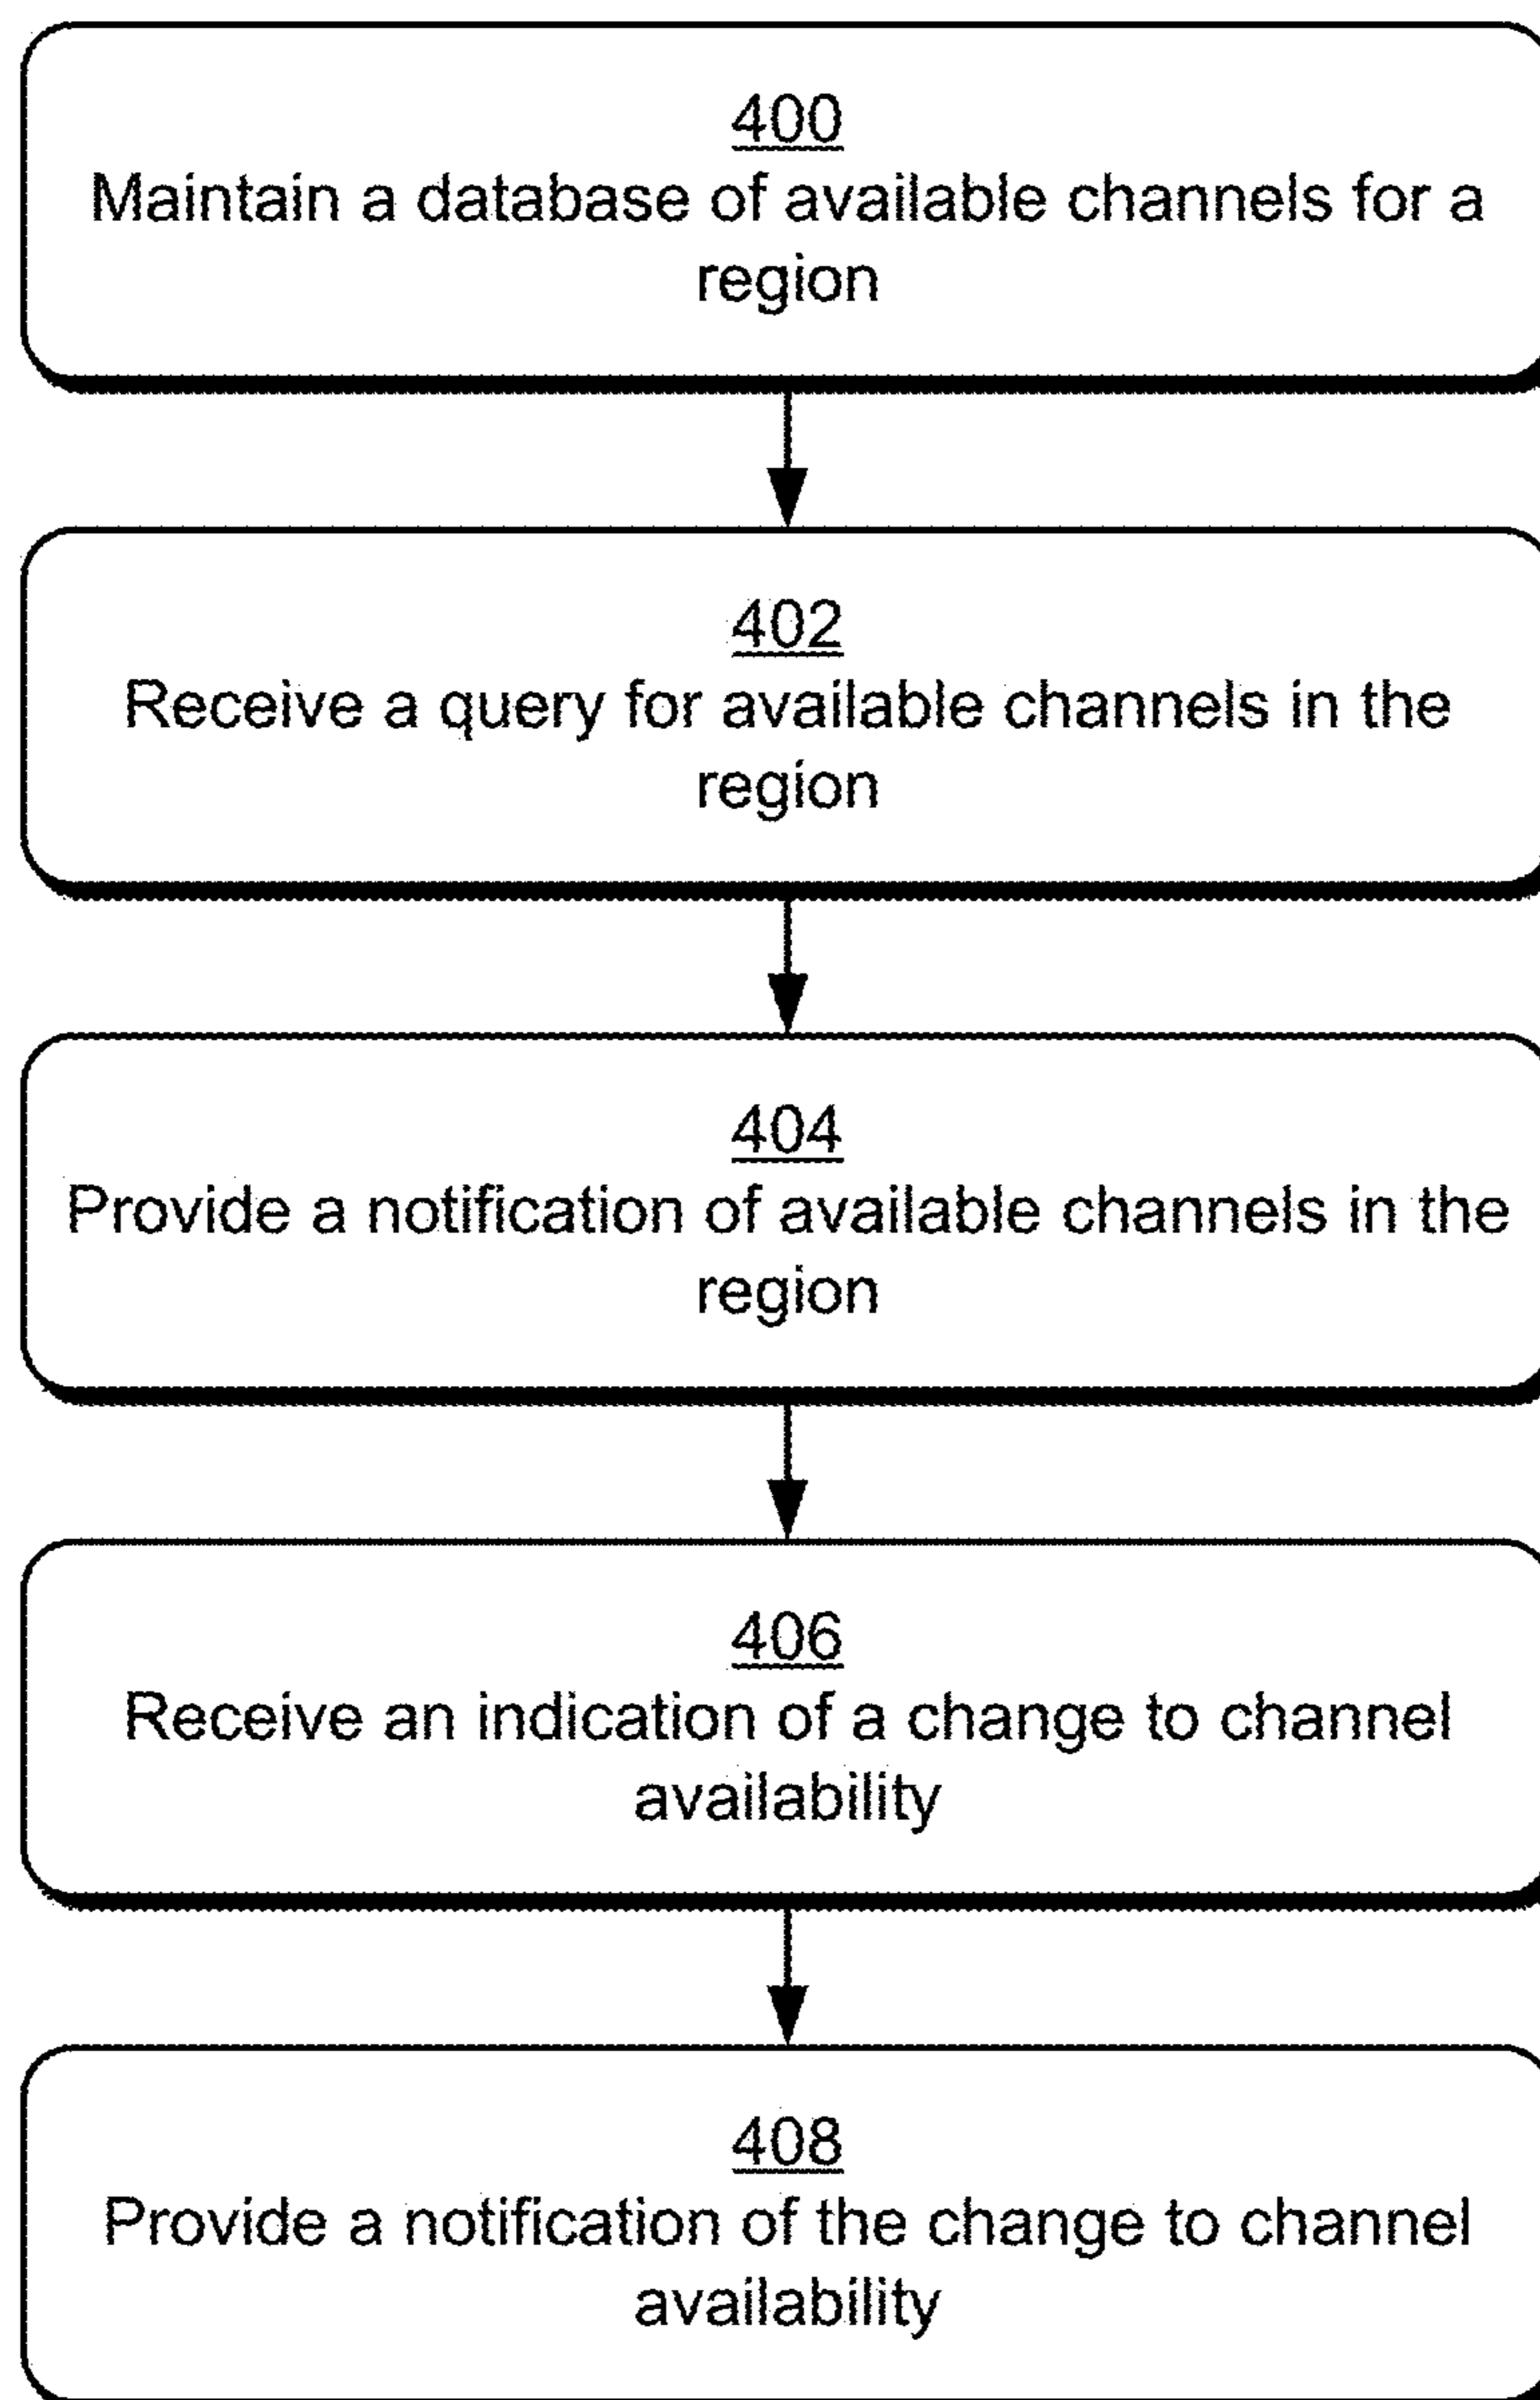 400
Maintain a database of available channels for a
region
402
Receive a query for available channels in the
region
404
Provide a notification of available channels in the
region
406
Receive an indication of a change to channel
availability
408
Provide a notification of the change to channel
availability